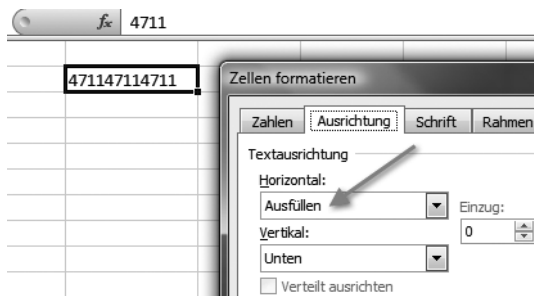 fx 4711
471147114711
Zellen formatieren
Zahlen Ausrichtung Schrift Rahmen
Textausrichtung
Horizontal:
Ausfüllen
Einzug:
Vertikal:
0
Unten
Verteilt ausrichten